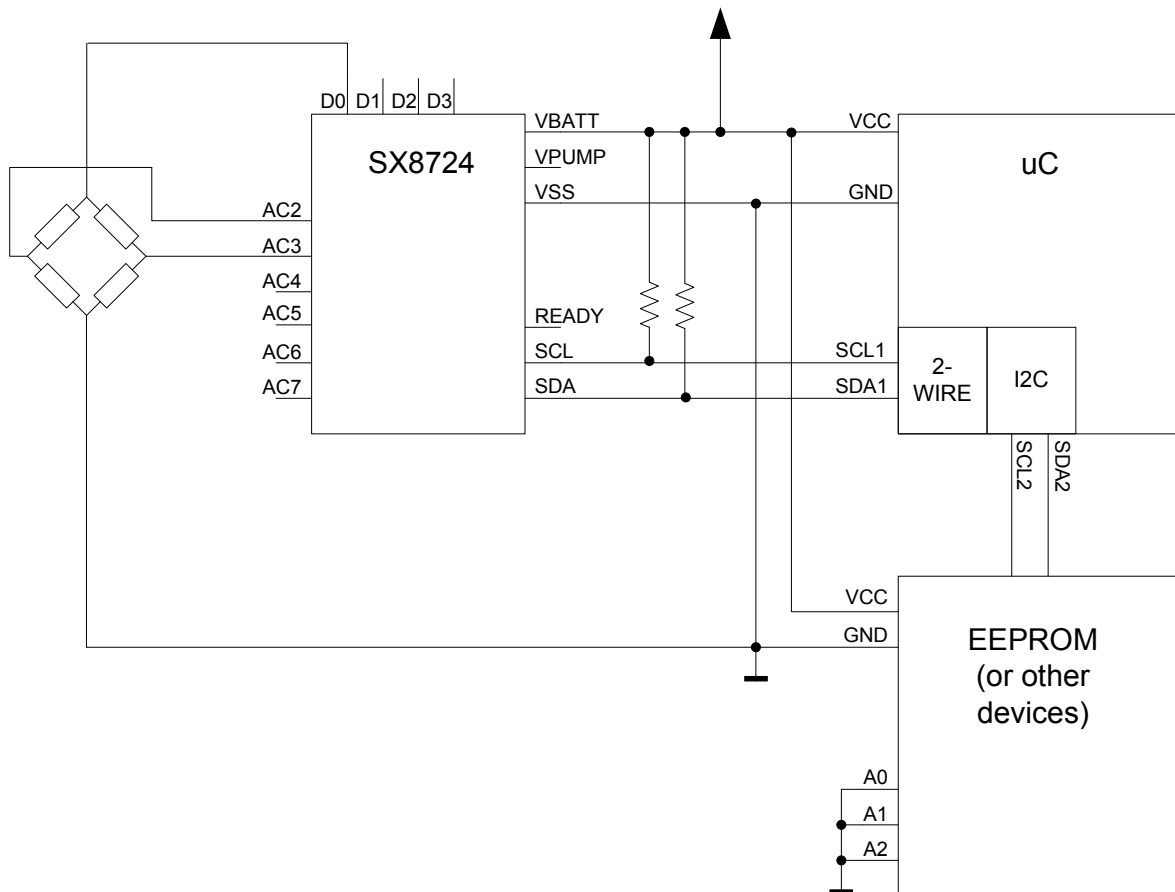 D0 D1 D2 D3
SX8724
VBATT
VPUMP
VSS
AC2
AC3
AC4
AC5
AC6
AC7
READY
SCL
SDA
VCC
GND
uC
SCL1
SDA1
2-
WIRE
I2C
SCL2
SDA2
VCC
GND
EEPROM
(or other
devices)
A0
A1
A2